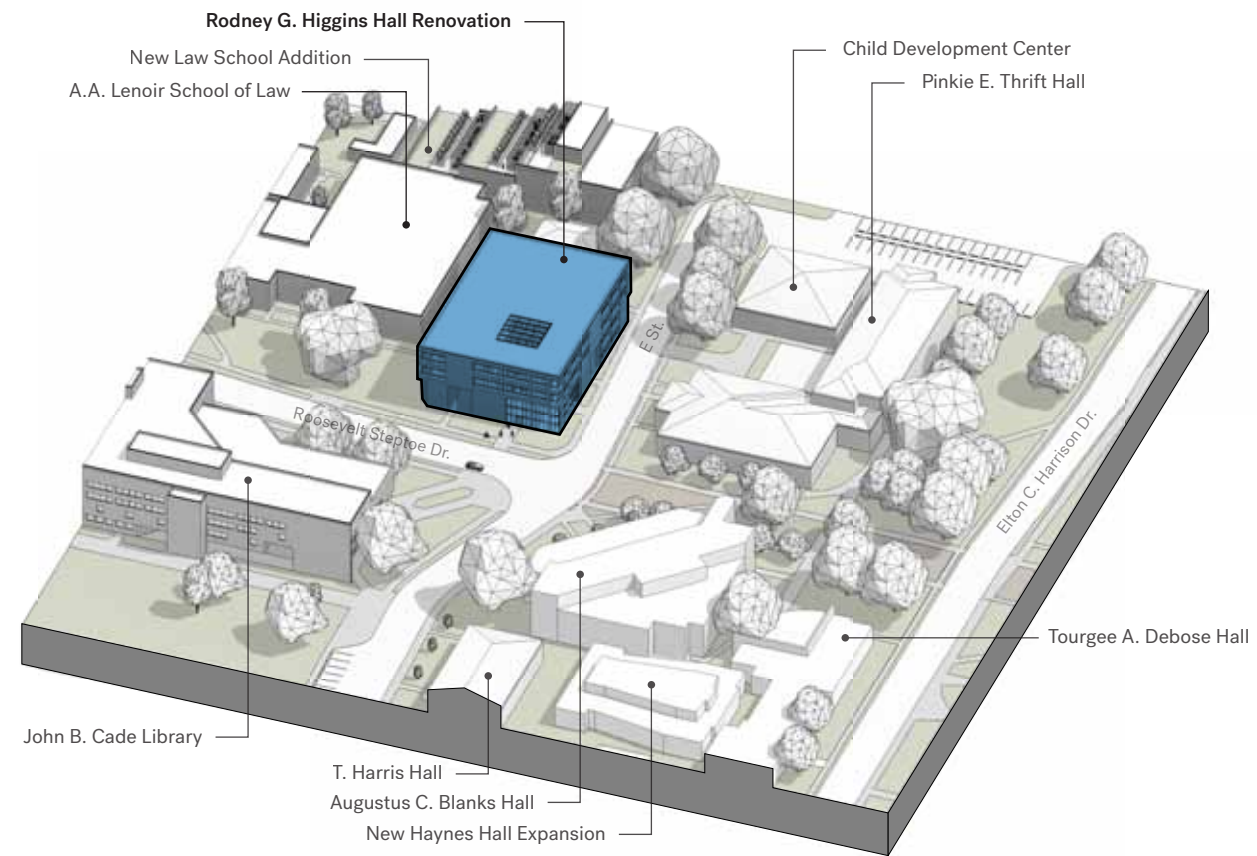 Rodney G. Higgins Hall Renovation
New Law School Addition
A.A. Lenoir School of Law
Child Development Center
Pinkie E. Thrift Hall
E St.
Roosevelt Steptoe Dr.
Elton C. Harrison Dr.
Tourgee A. Debose Hall
John B. Cade Library
T. Harris Hall
Augustus C. Blanks Hall
New Haynes Hall Expansion